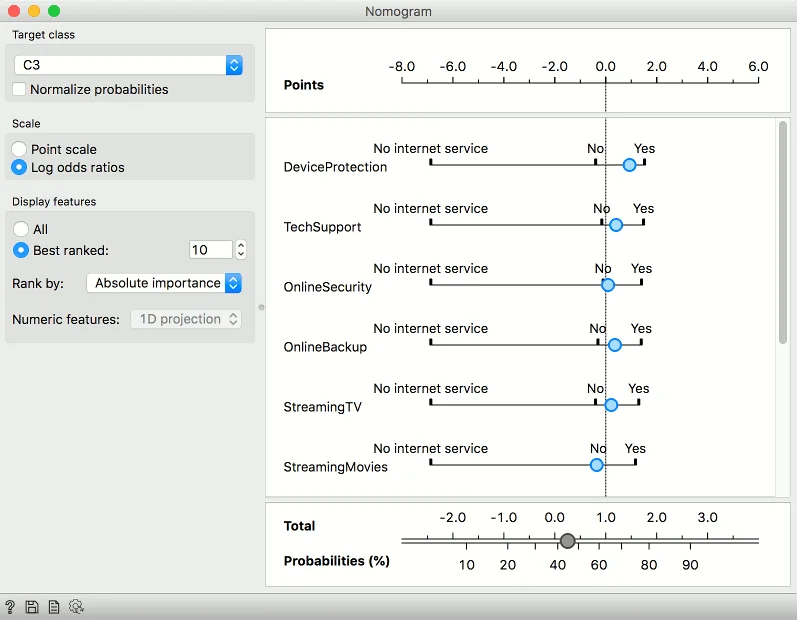 Nomogram
Target class
C3
Normalize probabilities
Scale
Point scale
Log odds ratios
Display features
All
Best ranked: 10
Rank by: Absolute importance
Numeric features: 1D projection
-8.0 -6.0 -4.0 -2.0 0.0 2.0 4.0 6.0
Points
No internet service No Yes
DeviceProtection
No internet service No Yes
TechSupport
No internet service No Yes
OnlineSecurity
No internet service No Yes
OnlineBackup
No internet service No Yes
StreamingTV
No internet service No Yes
StreamingMovies
-2.0 -1.0 0.0 1.0 2.0 3.0
Total
Probabilities (%)
10 20 40 60 80 90
?